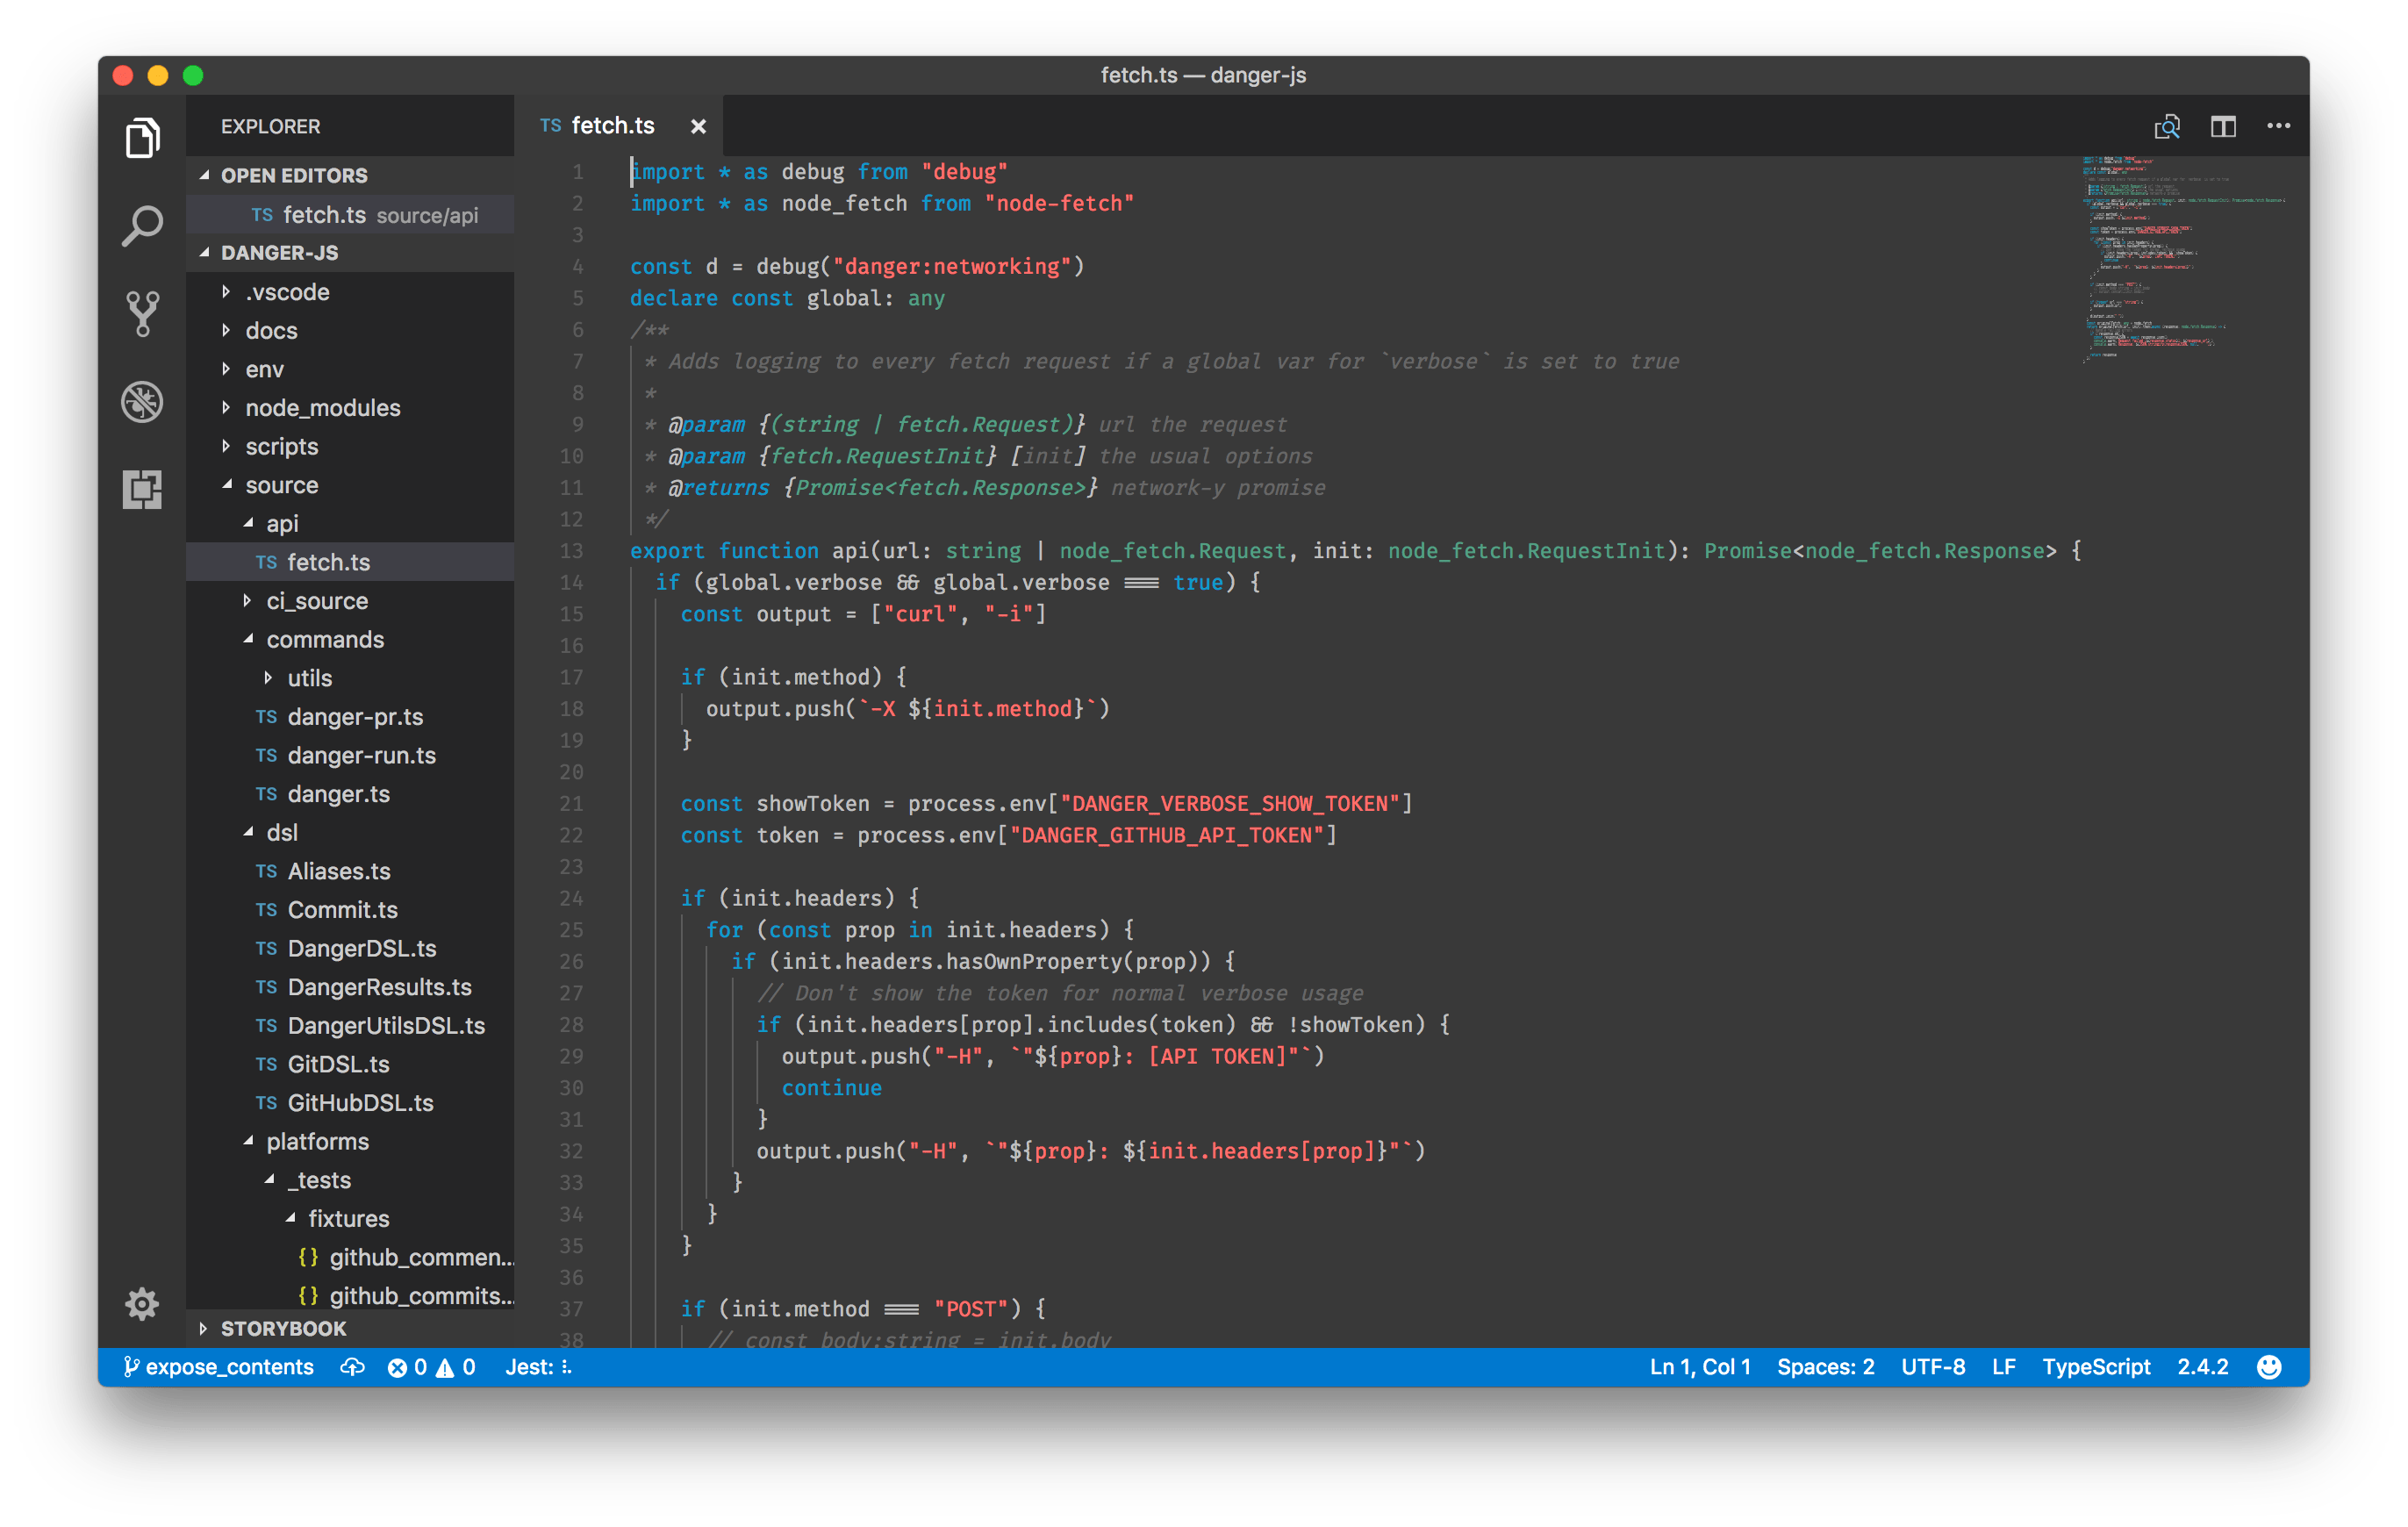 fetch.ts — danger-js
EXPLORER
OPEN EDITORS
TS fetch.ts source/api
DANGER-JS
.vscode
docs
env
node_modules
scripts
source
api
TS fetch.ts
ci_source
commands
utils
TS danger-pr.ts
TS danger-run.ts
TS danger.ts
dsl
TS Aliases.ts
TS Commit.ts
TS DangerDSL.ts
TS DangerResults.ts
TS DangerUtilsDSL.ts
TS GitDSL.ts
TS GitHubDSL.ts
platforms
_tests
fixtures
{} github_commen...
{} github_commits...
STORYBOOK
TS fetch.ts ×
1 import * as debug from "debug"
2 import * as node_fetch from "node-fetch"
3
4 const d = debug("danger:networking")
5 declare const global: any
6 /**
7 * Adds logging to every fetch request if a global var for `verbose` is set to true
8 *
9 * @param {(string | fetch.Request)} url the request
10 * @param {fetch.RequestInit} [init] the usual options
11 * @returns {Promise<fetch.Response>} network-y promise
12 */
13 export function api(url: string | node_fetch.Request, init: node_fetch.RequestInit): Promise<node_fetch.Response> {
14 if (global.verbose && global.verbose === true) {
15 const output = ["curl", "-i"]
16
17 if (init.method) {
18 output.push(`-X ${init.method}`)
19 }
20
21 const showToken = process.env["DANGER_VERBOSE_SHOW_TOKEN"]
22 const token = process.env["DANGER_GITHUB_API_TOKEN"]
23
24 if (init.headers) {
25 for (const prop in init.headers) {
26 if (init.headers.hasOwnProperty(prop)) {
27 // Don't show the token for normal verbose usage
28 if (init.headers[prop].includes(token) && !showToken) {
29 output.push("-H", `"${prop}: [API TOKEN]"`)
30 continue
31 }
32 output.push("-H", `"${prop}: ${init.headers[prop]}"`)
33 }
34 }
35 }
36
37 if (init.method === "POST") {
38 // const body:string = init.body
expose_contents 0 0 Jest: Ln 1, Col 1 Spaces: 2 UTF-8 LF TypeScript 2.4.2